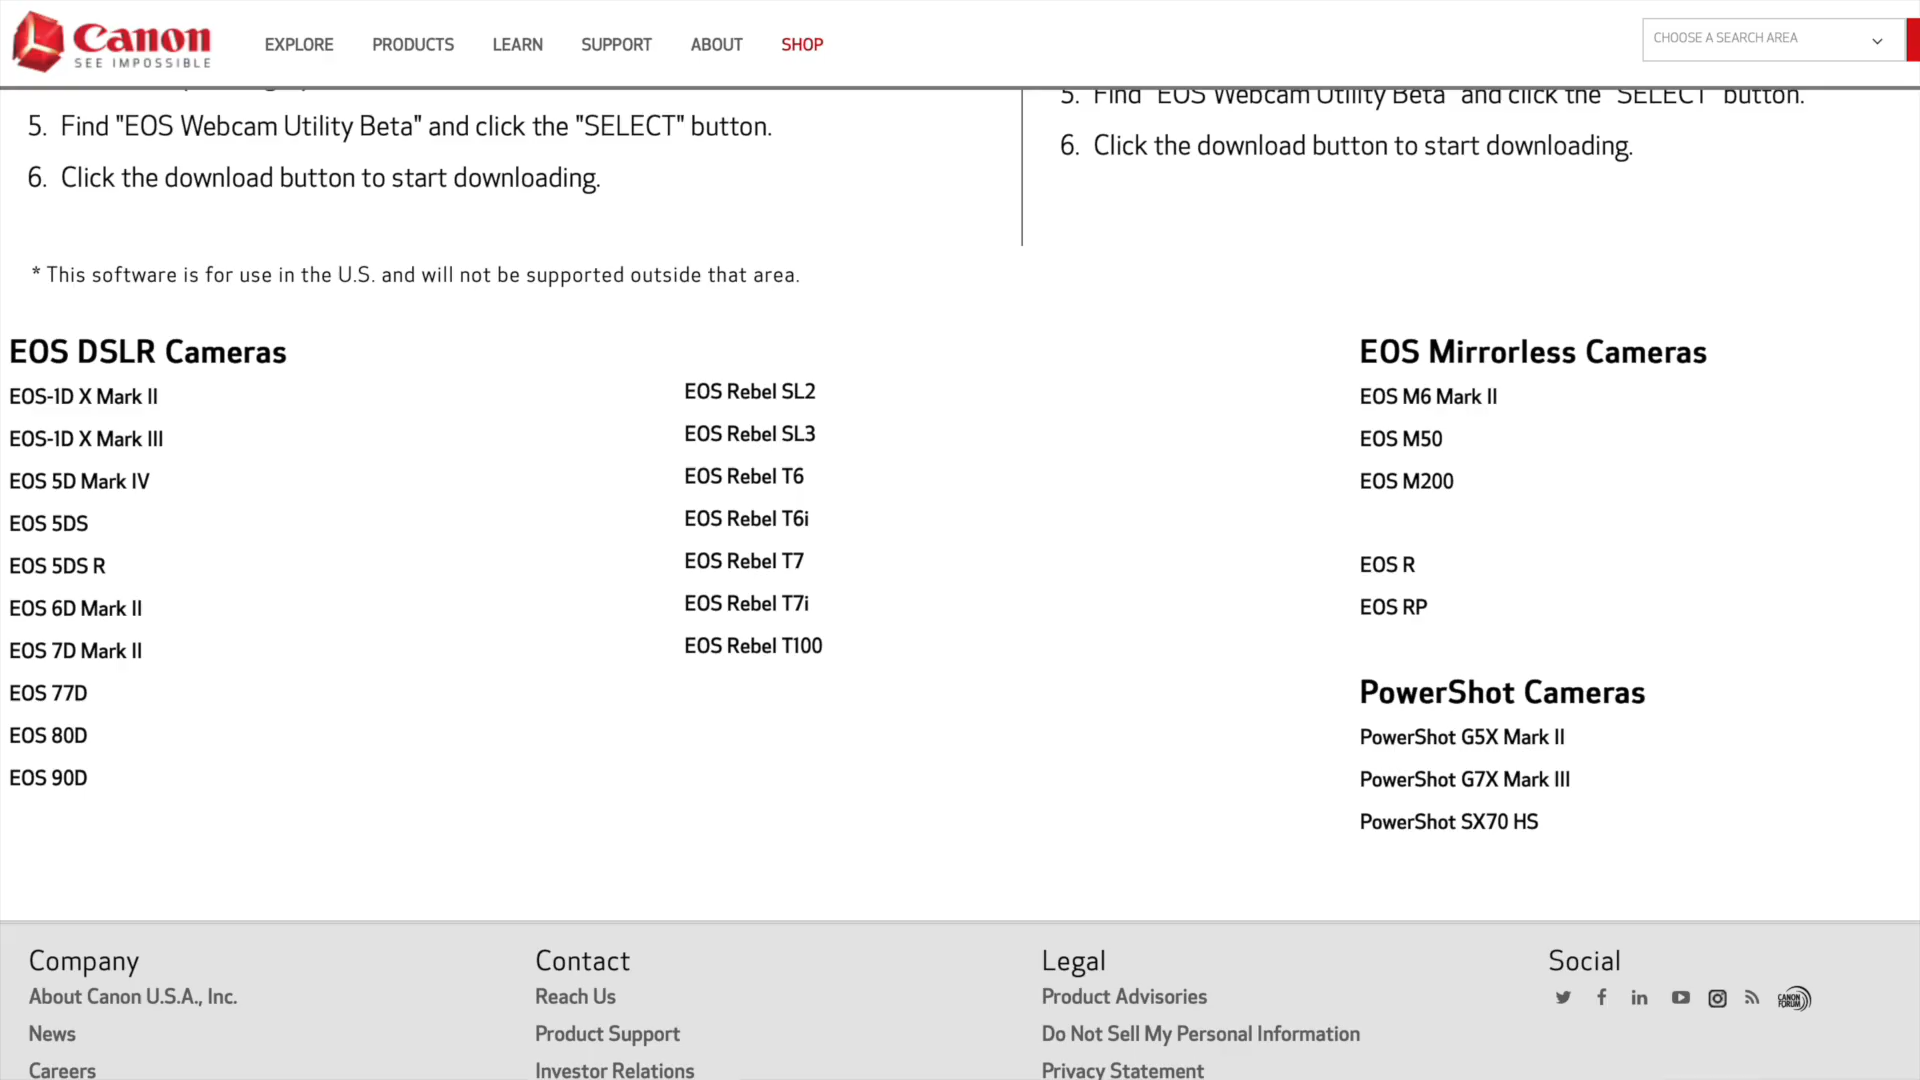 Canon
SEE IMPOSSIBLE
EXPLORE
PRODUCTS
LEARN
SUPPORT
ABOUT
SHOP
CHOOSE A SEARCH AREA
5. Find "EOS Webcam Utility Beta" and click the "SELECT" button.
6. Click the download button to start downloading.
5. Find "EOS Webcam Utility Beta" and click the "SELECT" button.
6. Click the download button to start downloading.
* This software is for use in the U.S. and will not be supported outside that area.
EOS DSLR Cameras
EOS-1D X Mark II
EOS-1D X Mark III
EOS 5D Mark IV
EOS 5DS
EOS 5DS R
EOS 6D Mark II
EOS 7D Mark II
EOS 77D
EOS 80D
EOS 90D
EOS Rebel SL2
EOS Rebel SL3
EOS Rebel T6
EOS Rebel T6i
EOS Rebel T7
EOS Rebel T7i
EOS Rebel T100
EOS Mirrorless Cameras
EOS M6 Mark II
EOS M50
EOS M200
EOS R
EOS RP
PowerShot Cameras
PowerShot G5X Mark II
PowerShot G7X Mark III
PowerShot SX70 HS
Company
About Canon U.S.A., Inc.
News
Careers
Contact
Reach Us
Product Support
Investor Relations
Legal
Product Advisories
Do Not Sell My Personal Information
Privacy Statement
Social
CANON
FORUM